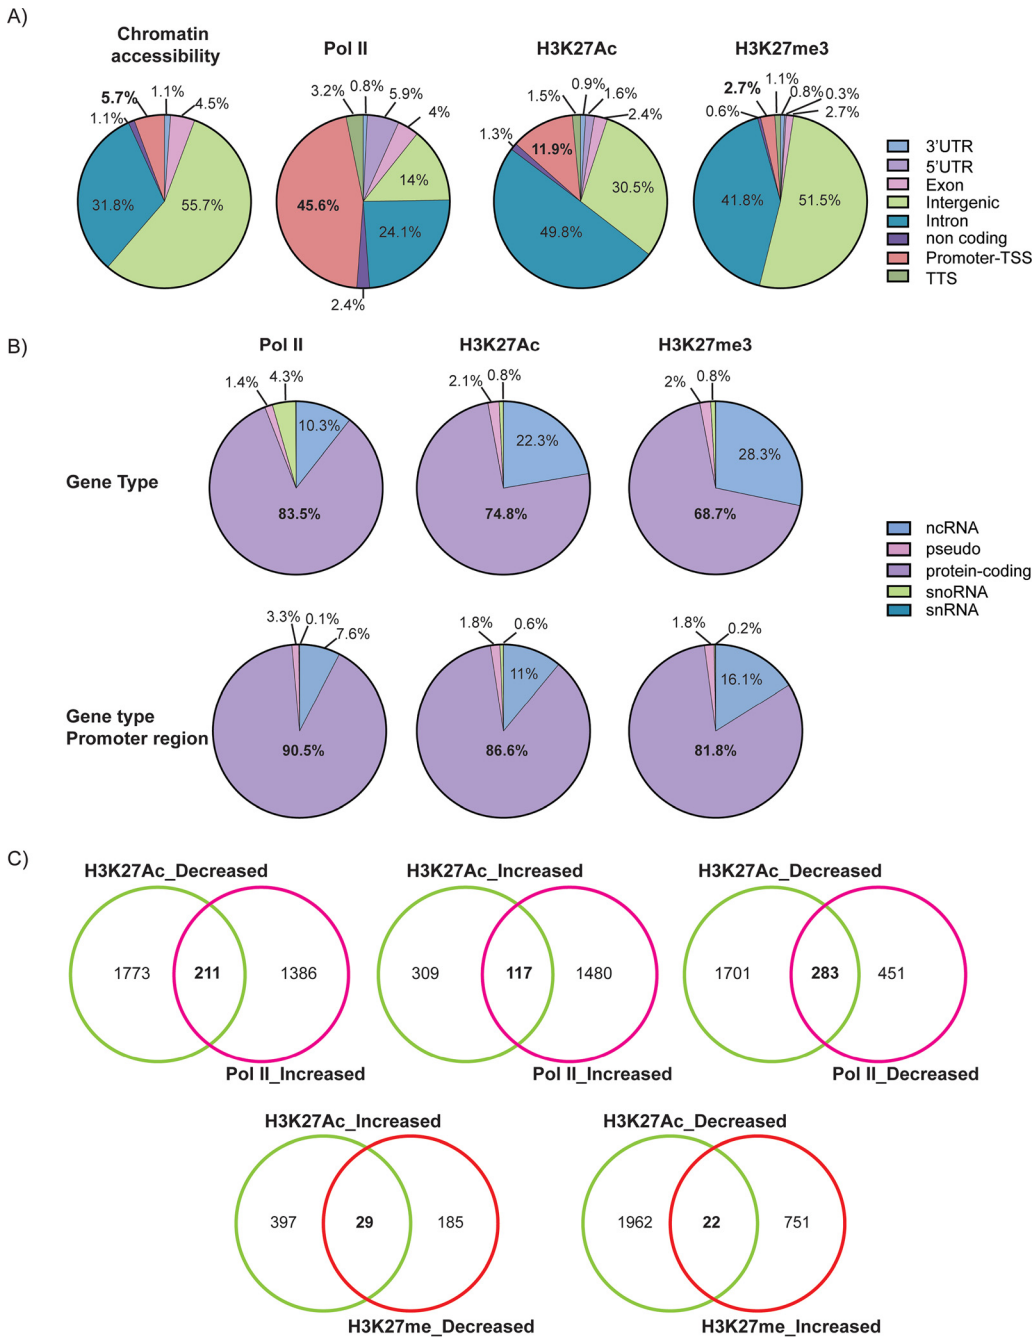 A)
Chromatin
accessibility
Pol II
H3K27Ac
H3K27me3
5.7%
1.1%
4.5%
1.1%
31.8%
55.7%
3.2%
0.8%
5.9%
4%
14%
45.6%
24.1%
2.4%
1.5%
0.9%
1.6%
2.4%
1.3%
11.9%
30.5%
49.8%
2.7%
1.1%
0.8%
0.3%
0.6%
2.7%
41.8%
51.5%
3'UTR
5'UTR
Exon
Intergenic
Intron
non coding
Promoter-TSS
TTS
B)
Pol II
H3K27Ac
H3K27me3
Gene Type
1.4%
4.3%
10.3%
83.5%
2.1%
0.8%
22.3%
74.8%
2%
0.8%
28.3%
68.7%
ncRNA
pseudo
protein-coding
snoRNA
snRNA
Gene type
Promoter region
3.3%
0.1%
7.6%
90.5%
1.8%
0.6%
11%
86.6%
1.8%
0.2%
16.1%
81.8%
C)
H3K27Ac_Decreased
1773
211
1386
Pol II_Increased
H3K27Ac_Increased
309
117
1480
Pol II_Increased
H3K27Ac_Decreased
1701
283
451
Pol II_Decreased
H3K27Ac_Increased
397
29
185
H3K27me_Decreased
H3K27Ac_Decreased
1962
22
751
H3K27me_Increased